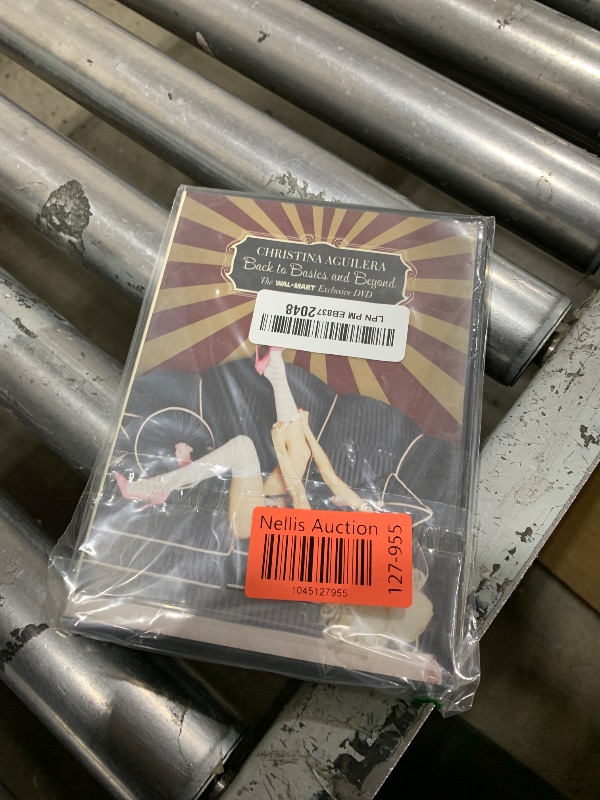 CHRISTINA AGUILERA
Back to Basics and Beyond
The WAL-MART Exclusive DVD
LPN PM EB8372048
Nellis Auction
1045127955
127-955